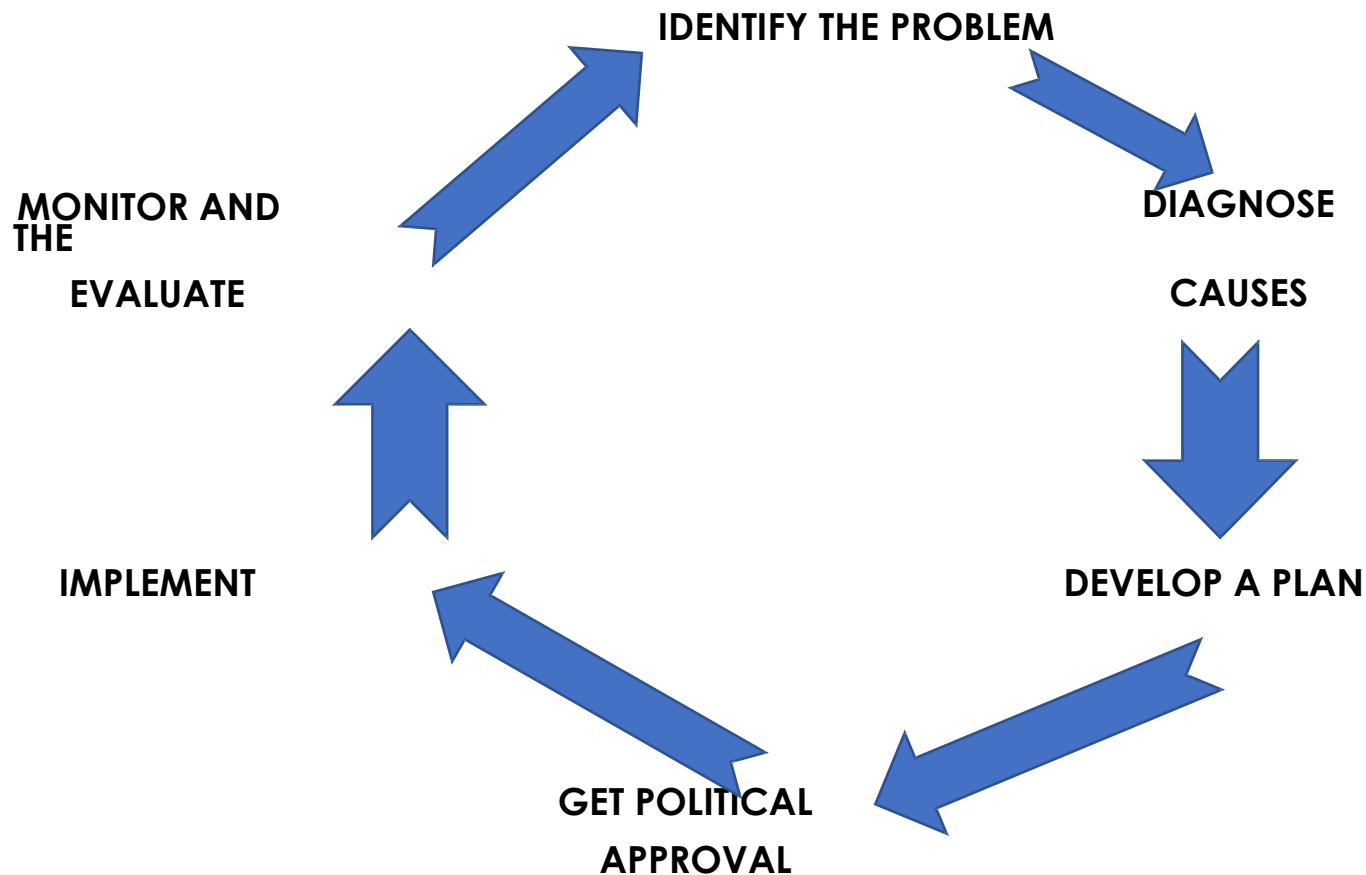 IDENTIFY THE PROBLEM
DIAGNOSE
CAUSES
DEVELOP A PLAN
GET POLITICAL
APPROVAL
IMPLEMENT
MONITOR AND
THE
EVALUATE